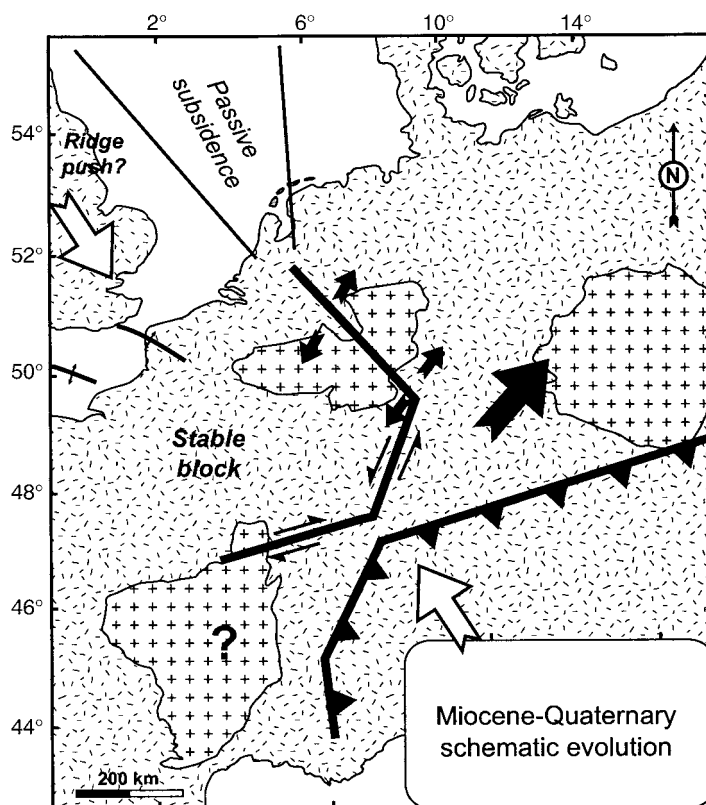 2° 6° 10° 14°
54°
52°
50°
48°
46°
44°
Ridge
push?
Passive
subsidence
N
Stable
block
?
200 km
Miocene-Quaternary
schematic evolution